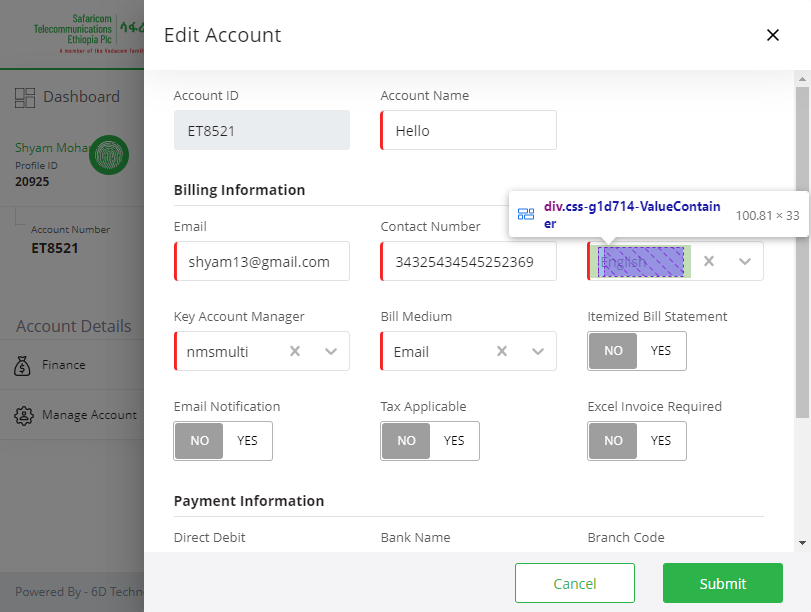 Safaricom
Telecommunications
Ethiopia Plc
A member of the Vodacom family
Edit Account
Dashboard
Shyam Mohan
Profile ID
20925
Account Number
ET8521
Account Details
Finance
Manage Account
Powered By - 6D Techn
Account ID
Account Name
ET8521
Hello
Billing Information
div.css-g1d714-ValueContain
er
100.81 × 33
Email
Contact Number
shyam13@gmail.com
34325434545252369
English
Key Account Manager
Bill Medium
Itemized Bill Statement
nmsmulti
Email
NO YES
Email Notification
Tax Applicable
Excel Invoice Required
NO YES
NO YES
NO YES
Payment Information
Direct Debit
Bank Name
Branch Code
Cancel
Submit